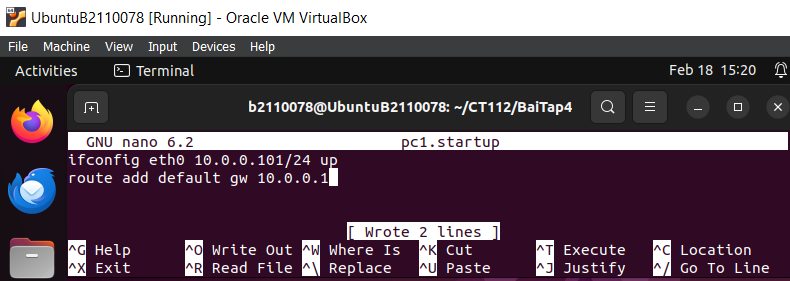 UbuntuB2110078 [Running] - Oracle VM VirtualBox
File Machine View Input Devices Help
Activities Terminal Feb 18 15:20
b2110078@UbuntuB2110078: ~/CT112/BaiTap4
GNU nano 6.2 pc1.startup
ifconfig eth0 10.0.0.101/24 up
route add default gw 10.0.0.1
[ Wrote 2 lines ]
^G Help ^O Write Out ^W Where Is ^K Cut ^T Execute ^C Location
^X Exit ^R Read File ^\ Replace ^U Paste ^J Justify ^/ Go To Line